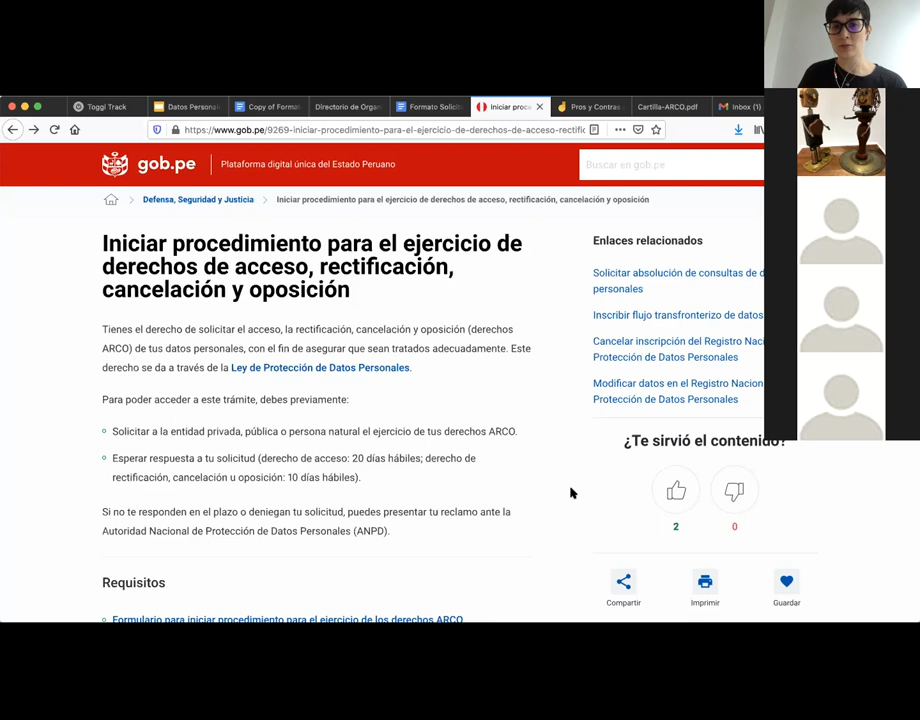 Toggl Track
Datos Persona
Copy of Format
Directorio de Organ
Formato Solicit
Iniciar proce
Pros y Contras
Cartilla-ARCO.pdf
Inbox (1)
https://www.gob.pe/9269-iniciar-procedimiento-para-el-ejercicio-de-derechos-de-acceso-rectific
gob.pe
Plataforma digital única del Estado Peruano
Buscar en gob.pe
Defensa, Seguridad y Justicia
Iniciar procedimiento para el ejercicio de derechos de acceso, rectificación, cancelación y oposición
Iniciar procedimiento para el ejercicio de
derechos de acceso, rectificación,
cancelación y oposición
Tienes el derecho de solicitar el acceso, la rectificación, cancelación y oposición (derechos
ARCO) de tus datos personales, con el fin de asegurar que sean tratados adecuadamente. Este
derecho se da a través de la Ley de Protección de Datos Personales.
Para poder acceder a este trámite, debes previamente:
Solicitar a la entidad privada, pública o persona natural el ejercicio de tus derechos ARCO.
Esperar respuesta a tu solicitud (derecho de acceso: 20 días hábiles; derecho de
rectificación, cancelación u oposición: 10 días hábiles).
Si no te responden en el plazo o deniegan tu solicitud, puedes presentar tu reclamo ante la
Autoridad Nacional de Protección de Datos Personales (ANPD).
Requisitos
Formulario para iniciar procedimiento para el ejercicio de los derechos ARCO
Enlaces relacionados
Solicitar absolución de consultas de d
personales
Inscribir flujo transfronterizo de datos
Cancelar inscripción del Registro Naci
Protección de Datos Personales
Modificar datos en el Registro Nacion
Protección de Datos Personales
¿Te sirvió el contenido?
2
0
Compartir
Imprimir
Guardar